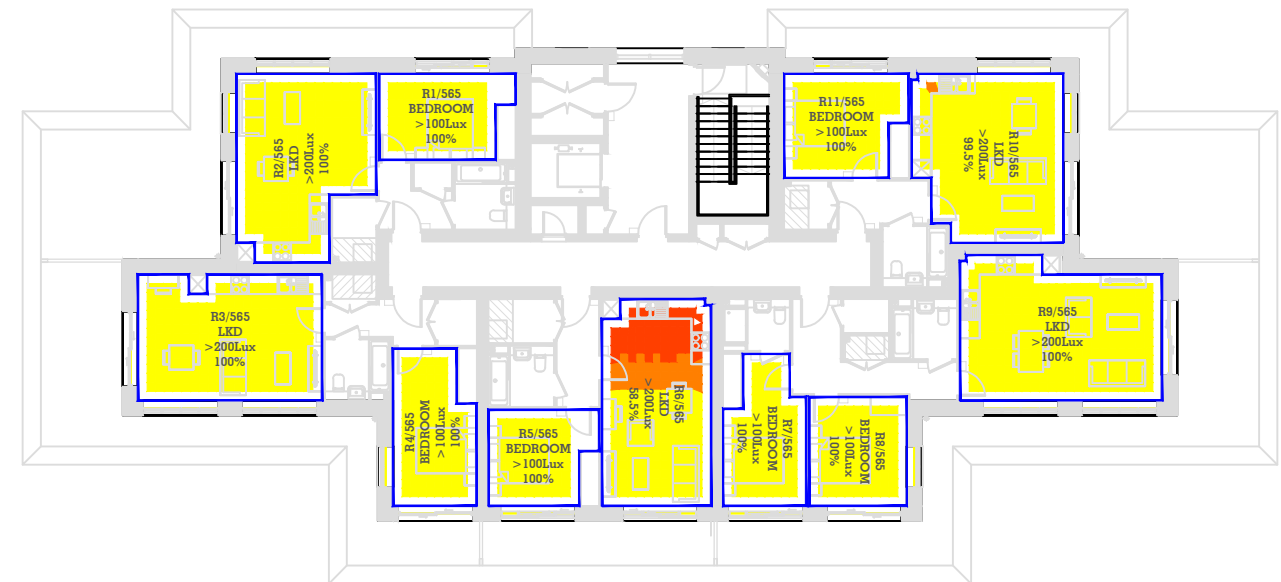 R1/565
BEDROOM
>100Lux
100%
R2/565
LKD
>200Lux
100%
R11/565
BEDROOM
>100Lux
100%
R10/565
LKD
>200Lux
99.5%
R3/565
LKD
>200Lux
100%
R9/565
LKD
>200Lux
100%
R4/565
BEDROOM
>100Lux
100%
R5/565
BEDROOM
>100Lux
100%
R6/565
LKD
>200Lux
58.5%
R7/565
BEDROOM
>100Lux
100%
R8/565
BEDROOM
>100Lux
100%